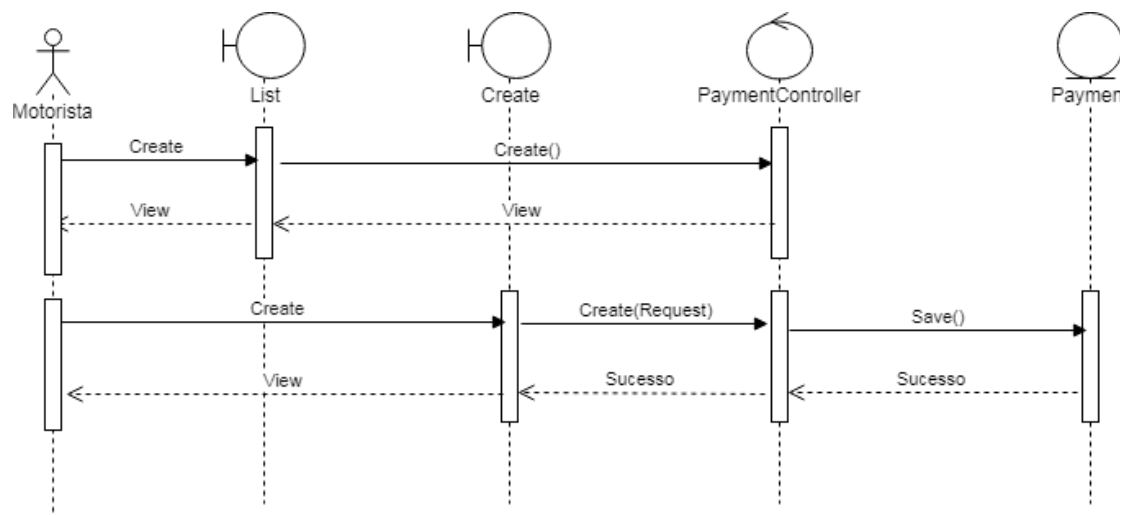 List
Create
PaymentController
Paymen
Motorista
Create
Create()
View
View
Create
Create(Request)
Save()
View
Sucesso
Sucesso